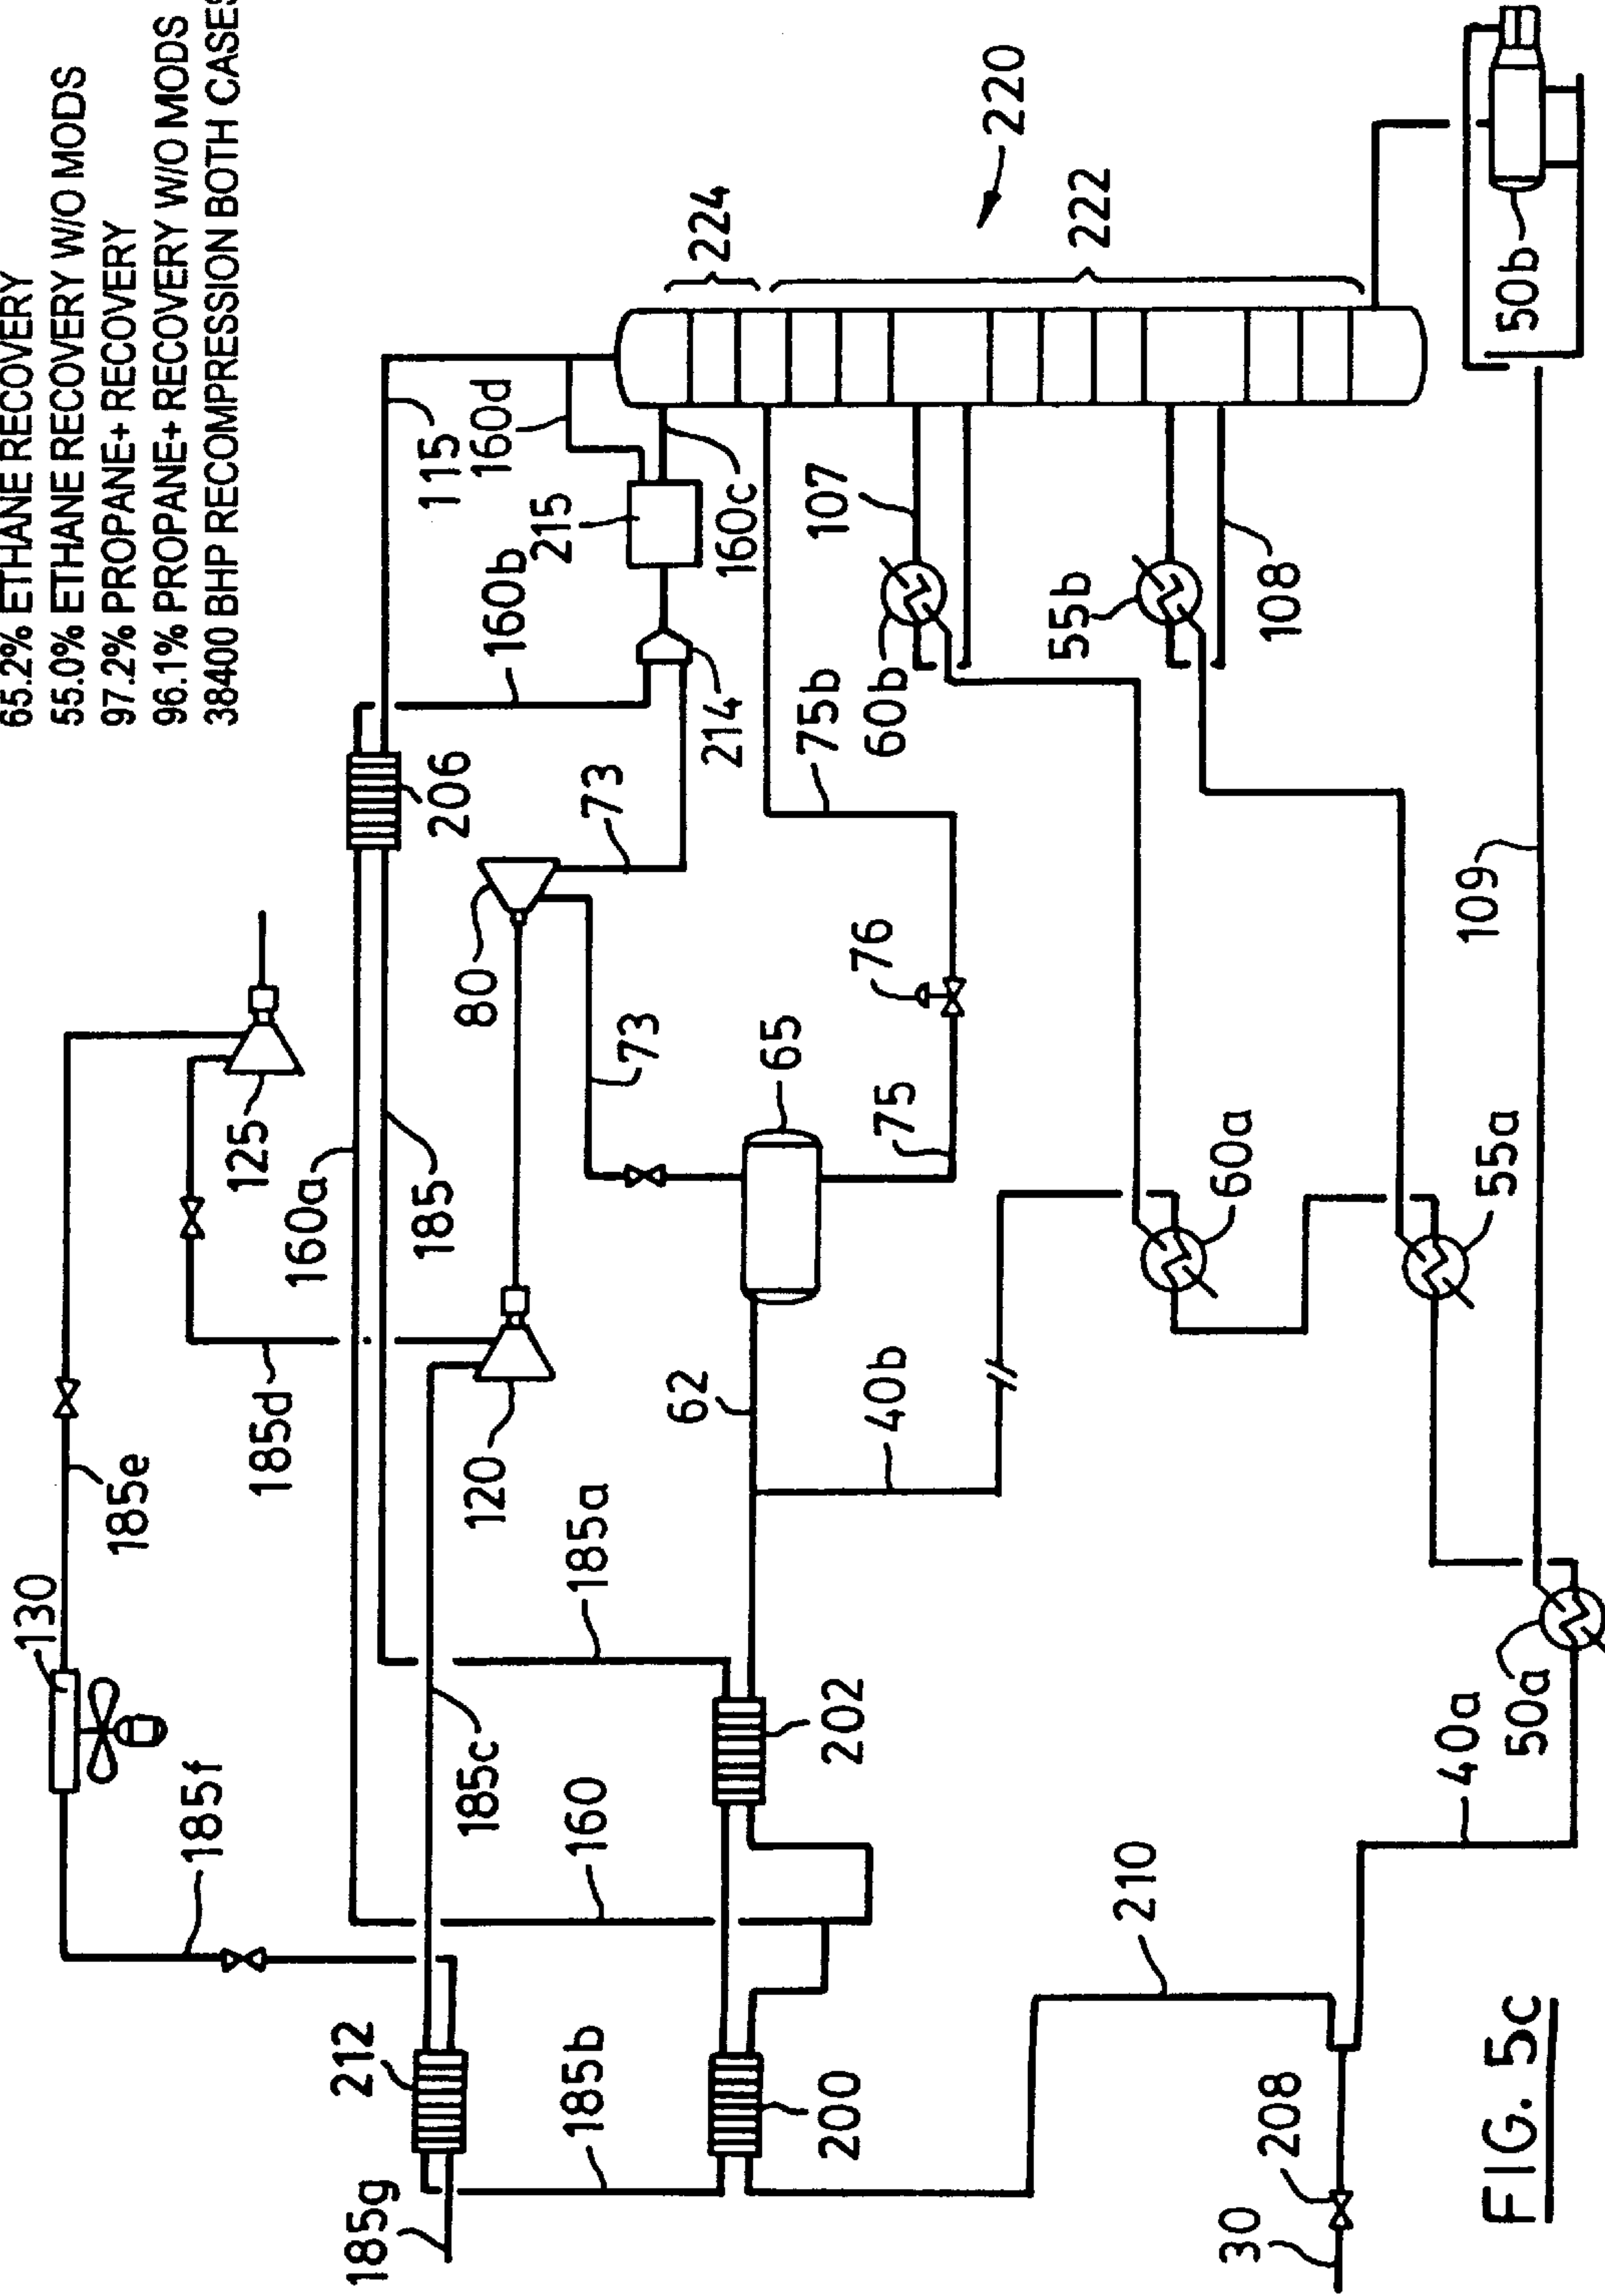 65.2% ETHANE RECOVERY
55.0% ETHANE RECOVERY W/O MODS
97.2% PROPANE+ RECOVERY
96.1% PROPANE+ RECOVERY W/O MODS
38400 BHP RECOMPRESSION BOTH CASES
130
185f
185e
185d
125
212
185g
185c
160a
185
206
160b
115
160d
215
160c
224
220
222
120
80
73
73
214
185b
160
185a
200
202
62
65
40b
75
76
75b
60b
107
55b
108
210
60a
55a
30
208
40a
50a
109
50b
FIG. 5c